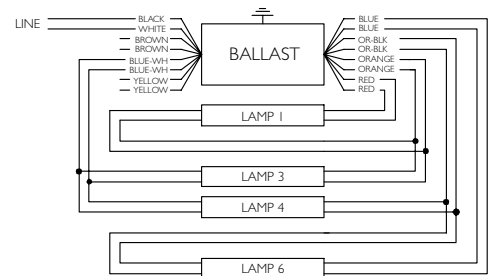 LINE
BLACK
WHITE
BROWN
BROWN
BLUE-WH
BLUE-WH
YELLOW
YELLOW
BALLAST
BLUE
BLUE
OR-BLK
OR-BLK
ORANGE
ORANGE
RED
RED
LAMP 1
LAMP 3
LAMP 4
LAMP 6